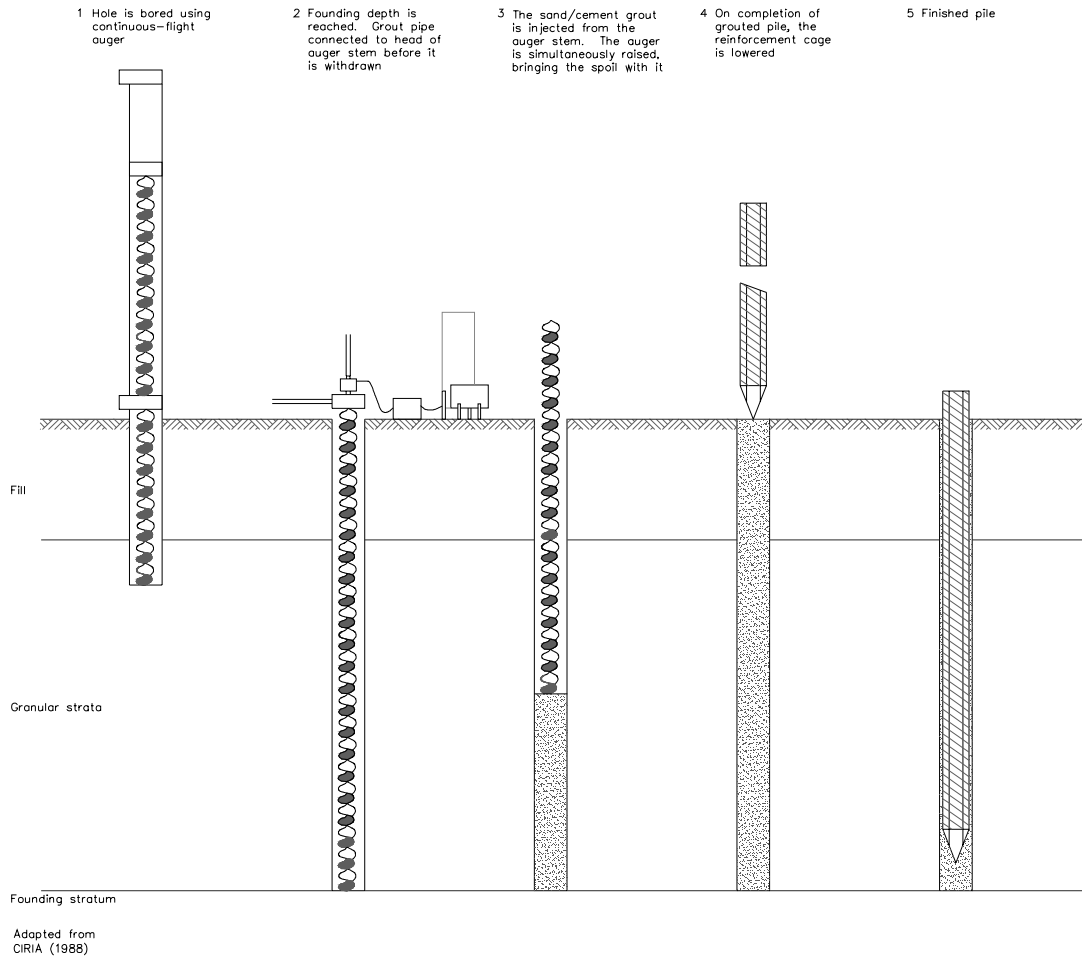 1 Hole is bored using
continuous-flight
auger
2 Founding depth is
reached. Grout pipe
connected to head of
auger stem before it
is withdrawn
3 The sand/cement grout
is injected from the
auger stem. The auger
is simultaneously raised,
bringing the spoil with it
4 On completion of
grouted pile, the
reinforcement cage
is lowered
5 Finished pile
Fill
Granular strata
Founding stratum
Adapted from
CIRIA (1988)